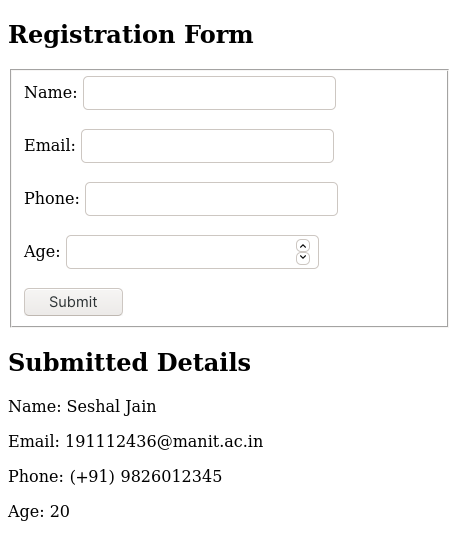 Registration Form
Name:
Email:
Phone:
Age:
Submit
Submitted Details
Name: Seshal Jain
Email: 191112436@manit.ac.in
Phone: (+91) 9826012345
Age: 20